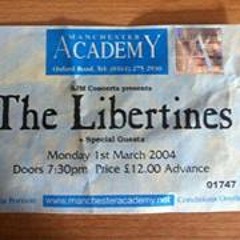 MANCHESTER
ACADEMY
Oxford Road, Tel: (0161) 275 2930
SJM Concerts presents
The Libertines
+ Special Guests
Monday 1st March 2004
Doors 7:30pm Price £12.00 Advance
01747
www.manchesteracademy.net